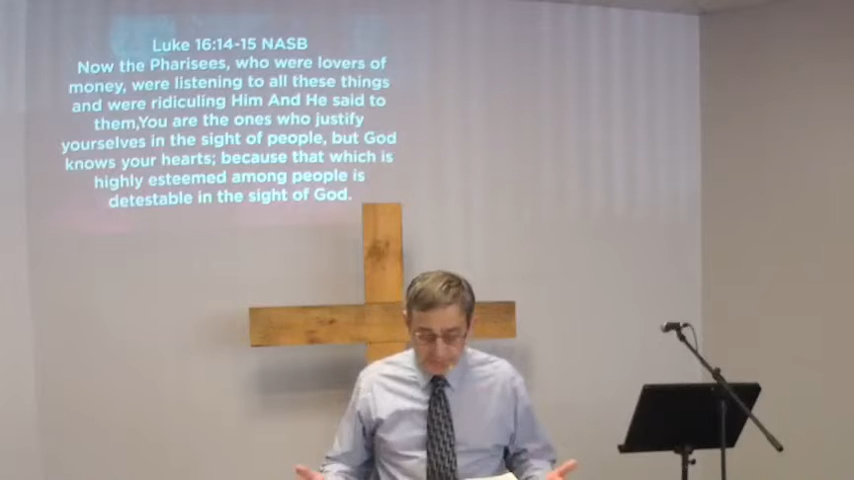 Luke 16:14-15 NASB
Now the Pharisees, who were lovers of
money, were listening to all these things
and were ridiculing Him And He said to
them,You are the ones who justify
yourselves in the sight of people, but God
knows your hearts; because that which is
highly esteemed among people is
detestable in the sight of God.